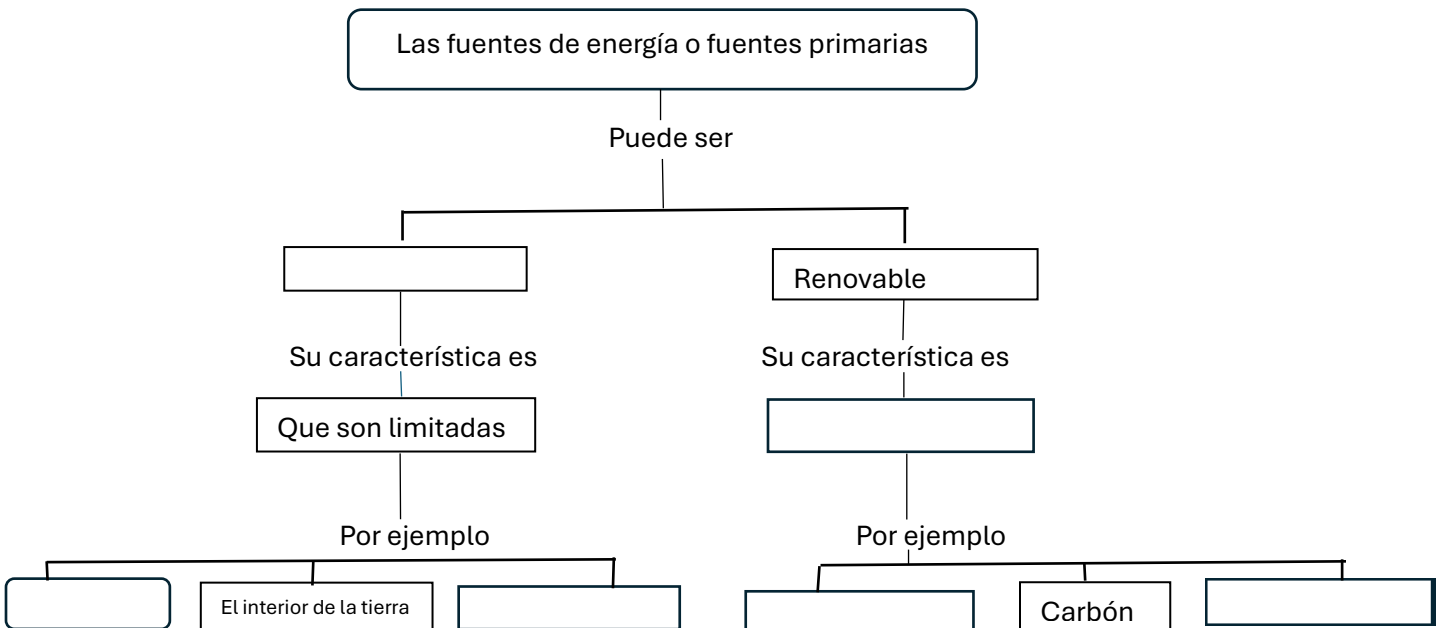 Las fuentes de energía o fuentes primarias
Puede ser
Renovable
Su característica es
Su característica es
Que son limitadas
Por ejemplo
Por ejemplo
El interior de la tierra
Carbón